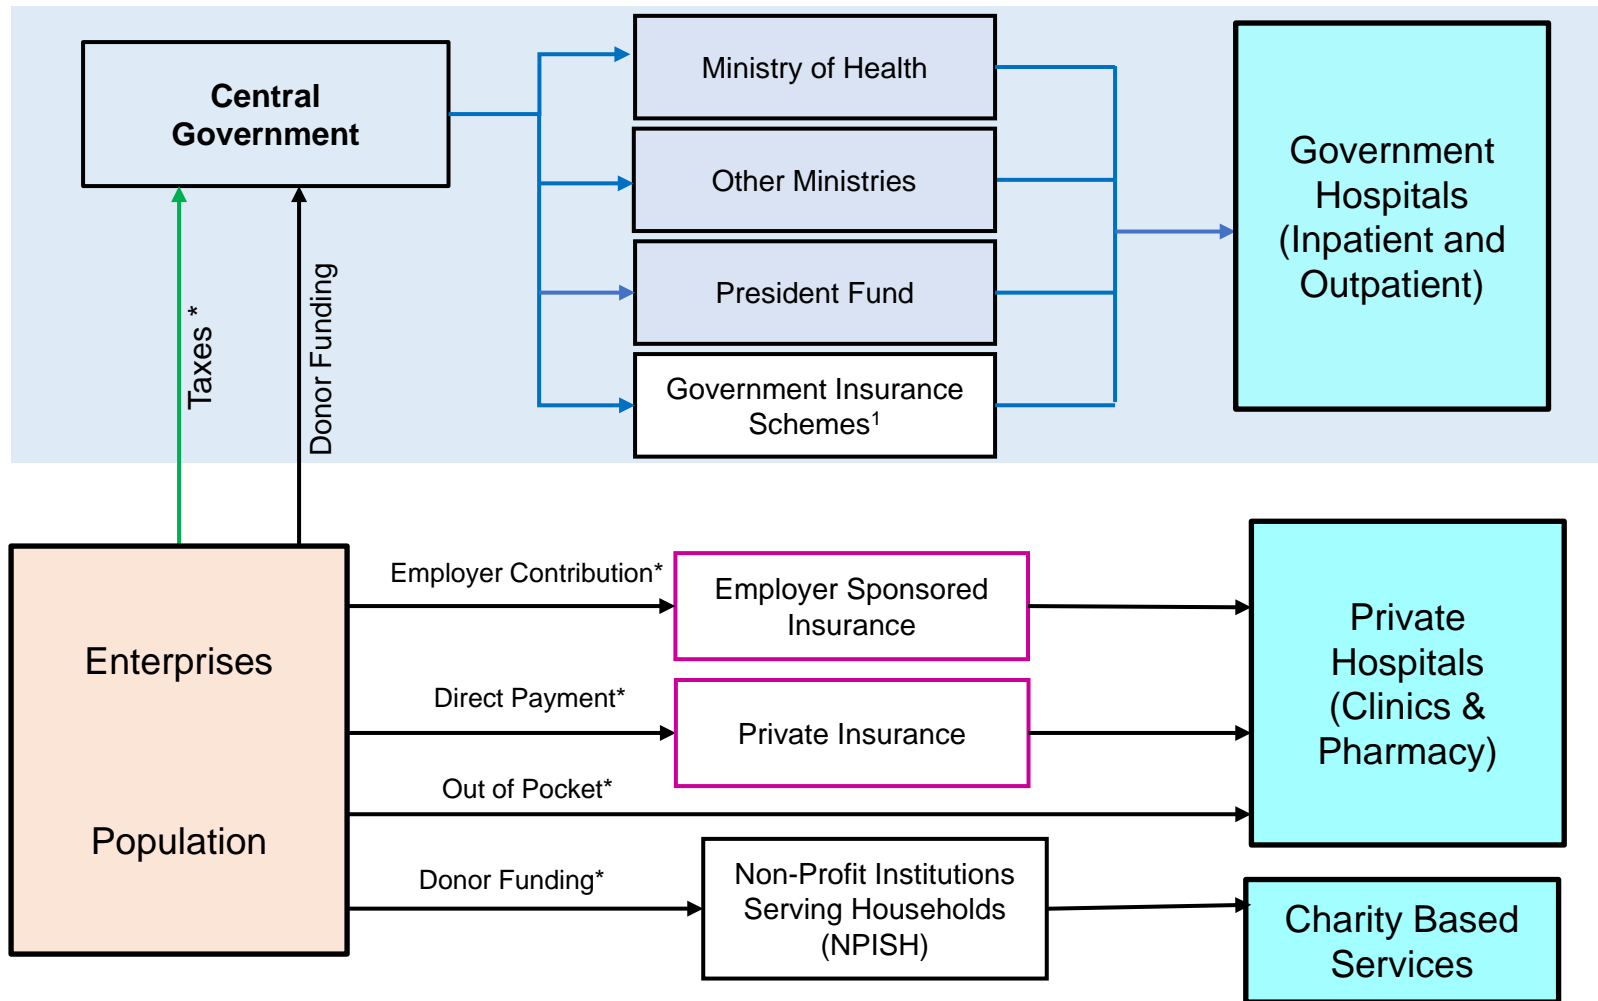 Central
Government
Ministry of Health
Other Ministries
President Fund
Government Insurance
Schemes¹
Government
Hospitals
(Inpatient and
Outpatient)
Taxes *
Donor Funding
Enterprises
Population
Employer Contribution*
Employer Sponsored
Insurance
Direct Payment*
Private Insurance
Out of Pocket*
Donor Funding*
Non-Profit Institutions
Serving Households
(NPISH)
Private
Hospitals
(Clinics &
Pharmacy)
Charity Based
Services